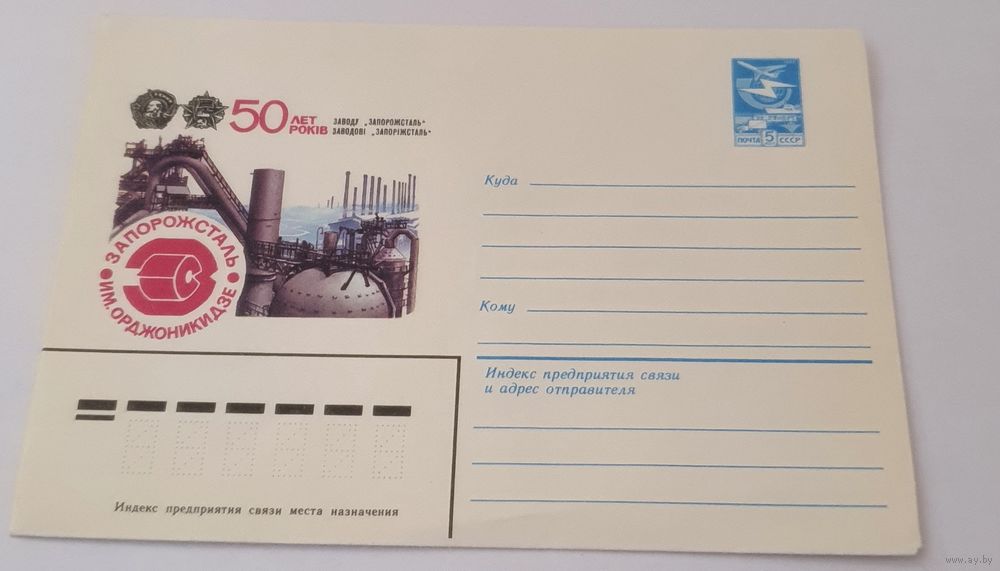 50 ЛЕТ ЗАВОДУ „ЗАПОРОЖСТАЛЬ“
РОКІВ ЗАВОДОВІ „ЗАПОРІЖСТАЛЬ“
ЗАПОРОЖСТАЛЬ
ИМ. ОРДЖОНИКИДЗЕ
ПОЧТА 5 СССР
Куда
Кому
Индекс предприятия связи
и адрес отправителя
Индекс предприятия связи места назначения
www.ay.by